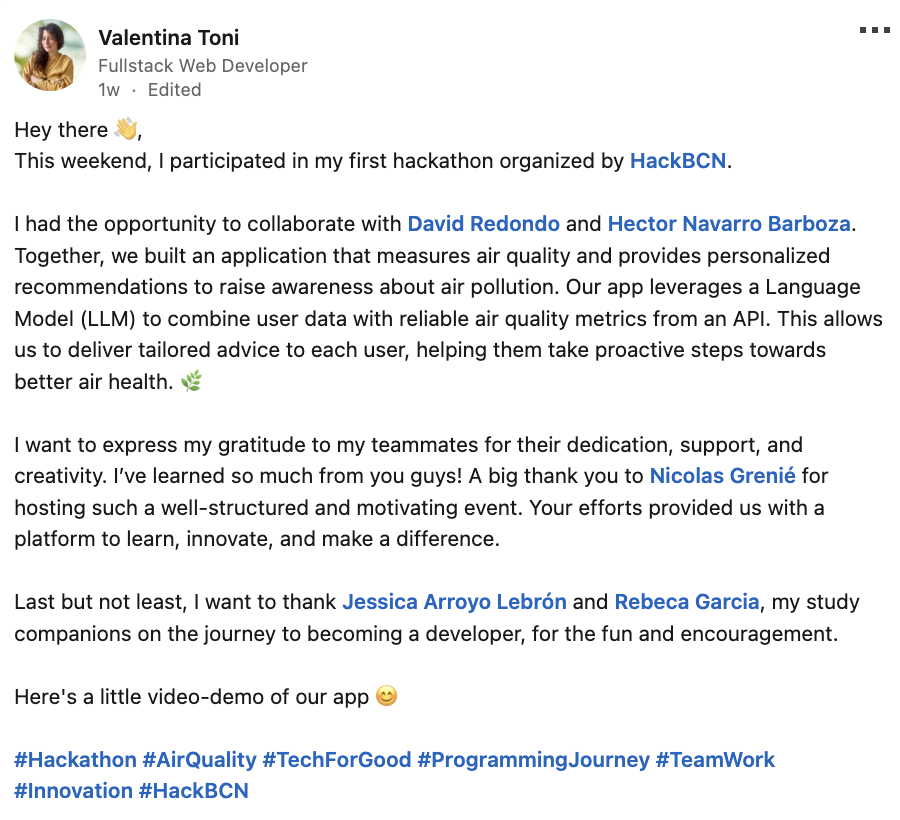 Valentina Toni
Fullstack Web Developer
1w · Edited
Hey there 👋,
This weekend, I participated in my first hackathon organized by HackBCN.
I had the opportunity to collaborate with David Redondo and Hector Navarro Barboza.
Together, we built an application that measures air quality and provides personalized
recommendations to raise awareness about air pollution. Our app leverages a Language
Model (LLM) to combine user data with reliable air quality metrics from an API. This allows
us to deliver tailored advice to each user, helping them take proactive steps towards
better air health. 🌿
I want to express my gratitude to my teammates for their dedication, support, and
creativity. I’ve learned so much from you guys! A big thank you to Nicolas Grenié for
hosting such a well-structured and motivating event. Your efforts provided us with a
platform to learn, innovate, and make a difference.
Last but not least, I want to thank Jessica Arroyo Lebrón and Rebeca Garcia, my study
companions on the journey to becoming a developer, for the fun and encouragement.
Here's a little video-demo of our app 😊
#Hackathon #AirQuality #TechForGood #ProgrammingJourney #TeamWork
#Innovation #HackBCN